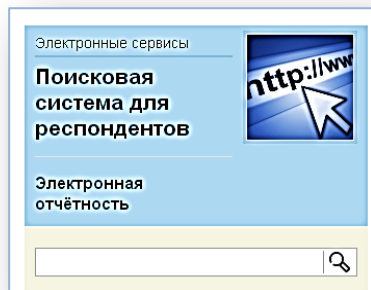 Электронные сервисы
Поисковая
система для
респондентов
http://ww
Электронная
отчётность